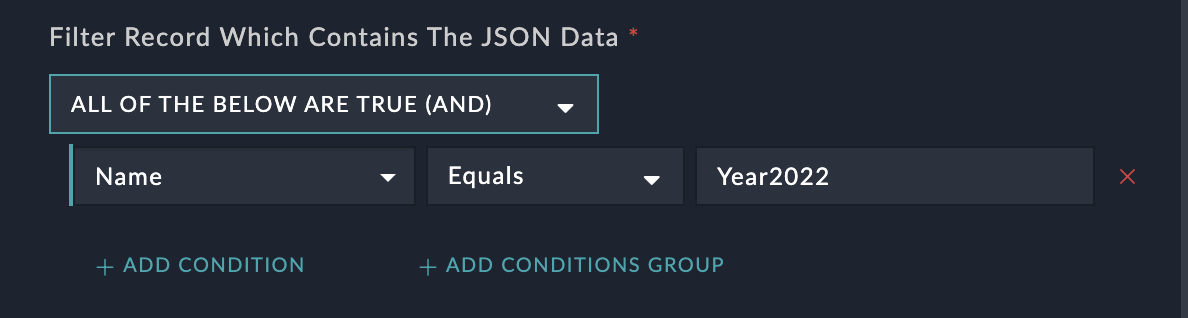 Filter Record Which Contains The JSON Data *
ALL OF THE BELOW ARE TRUE (AND)
Name Equals Year2022
+ ADD CONDITION + ADD CONDITIONS GROUP